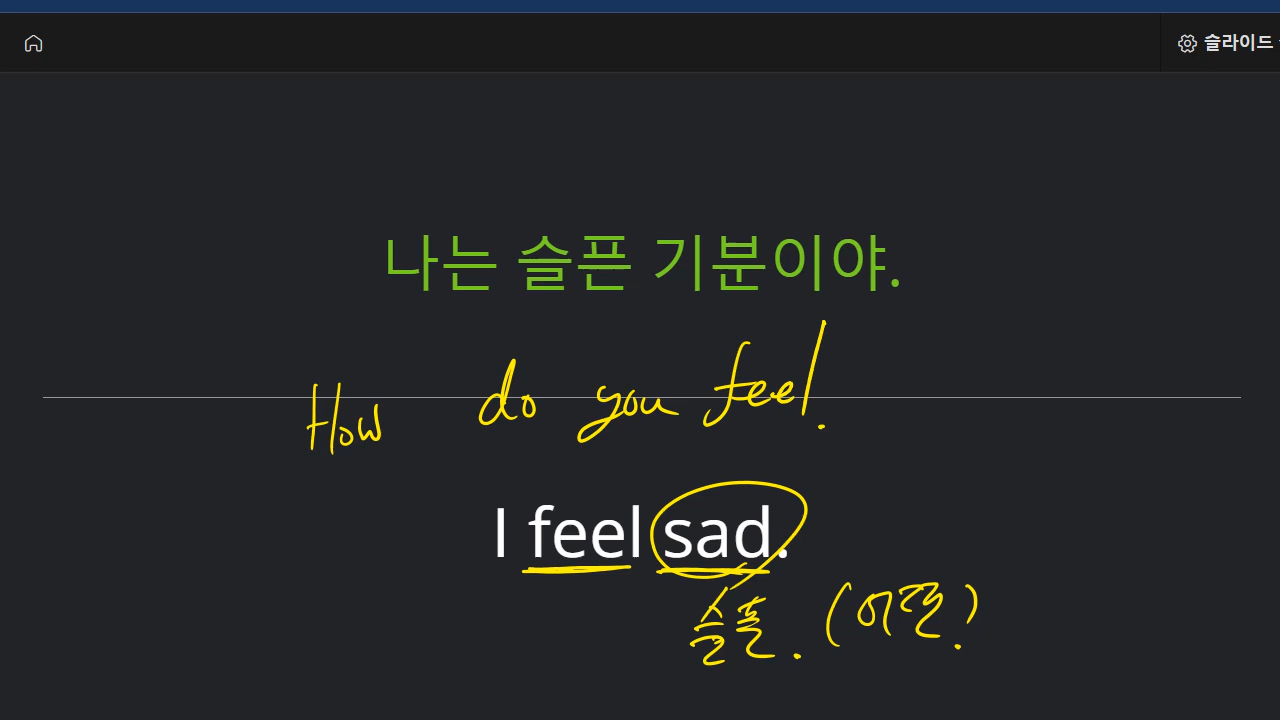 슬라이드
나는 슬픈 기분이야.
How do you feel.
I feel sad.
슬픈. (어떤?